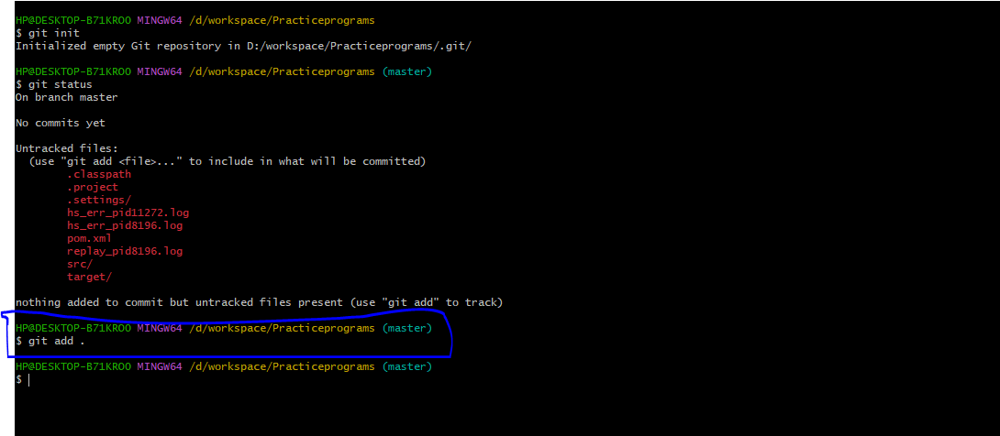 HP@DESKTOP-B71KROO MINGW64 /d/workspace/Practiceprograms
$ git init
Initialized empty Git repository in D:/workspace/Practiceprograms/.git/
HP@DESKTOP-B71KROO MINGW64 /d/workspace/Practiceprograms (master)
$ git status
On branch master
No commits yet
Untracked files:
  (use "git add <file>..." to include in what will be committed)
        .classpath
        .project
        .settings/
        hs_err_pid11272.log
        hs_err_pid8196.log
        pom.xml
        replay_pid8196.log
        src/
        target/
nothing added to commit but untracked files present (use "git add" to track)
HP@DESKTOP-B71KROO MINGW64 /d/workspace/Practiceprograms (master)
$ git add .
HP@DESKTOP-B71KROO MINGW64 /d/workspace/Practiceprograms (master)
$